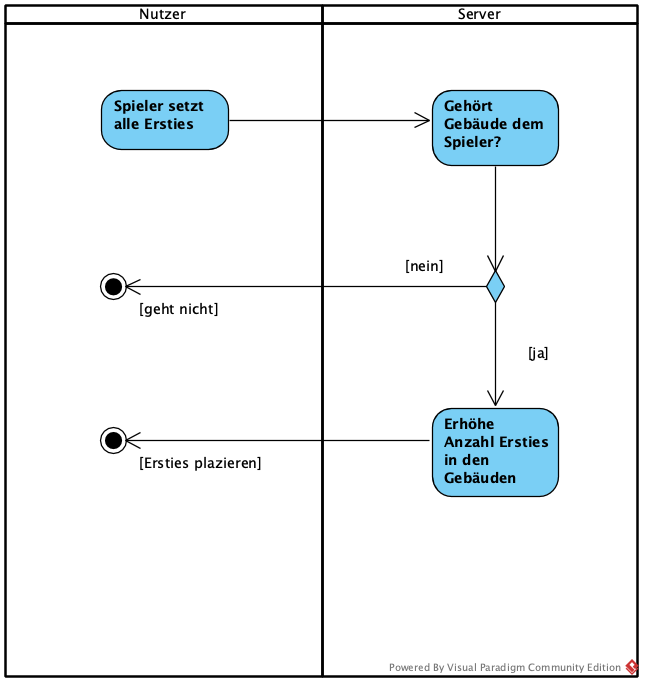 Nutzer
Server
Spieler setzt
alle Ersties
Gehört
Gebäude dem
Spieler?
[nein]
[geht nicht]
[ja]
Erhöhe
Anzahl Ersties
in den
Gebäuden
[Ersties plazieren]
Powered By Visual Paradigm Community Edition